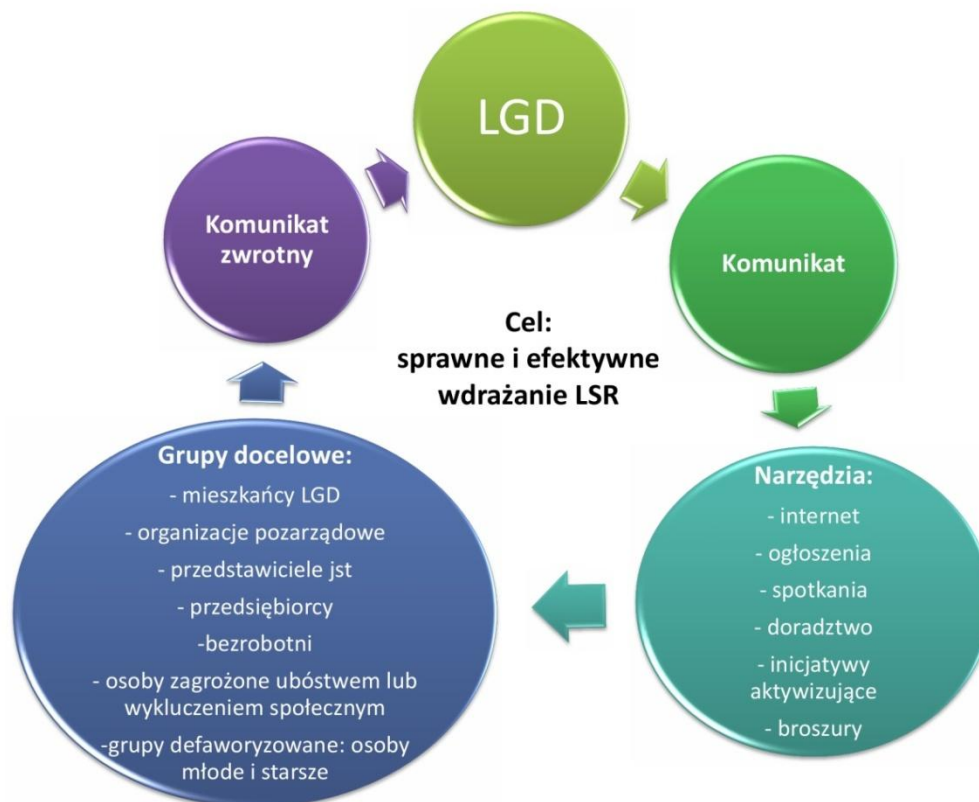 LGD
Komunikat
zwrotny
Komunikat
Cel:
sprawne i efektywne
wdrażanie LSR
Grupy docelowe:
- mieszkańcy LGD
- organizacje pozarządowe
- przedstawiciele jst
- przedsiębiorcy
-bezrobotni
- osoby zagrożone ubóstwem lub
wykluczeniem społecznym
-grupy defaworyzowane: osoby
młode i starsze
Narzędzia:
- internet
- ogłoszenia
- spotkania
- doradztwo
- inicjatywy
aktywizujące
- broszury